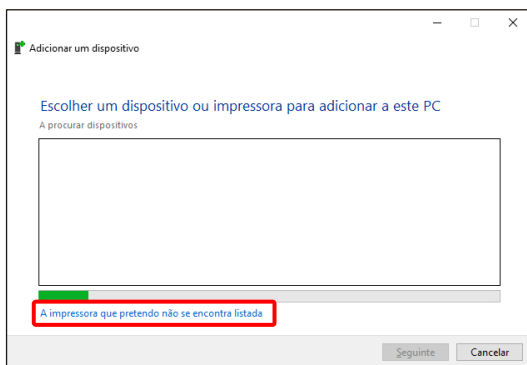 Adicionar um dispositivo
Escolher um dispositivo ou impressora para adicionar a este PC
A procurar dispositivos
A impressora que pretendo não se encontra listada
Seguinte Cancelar